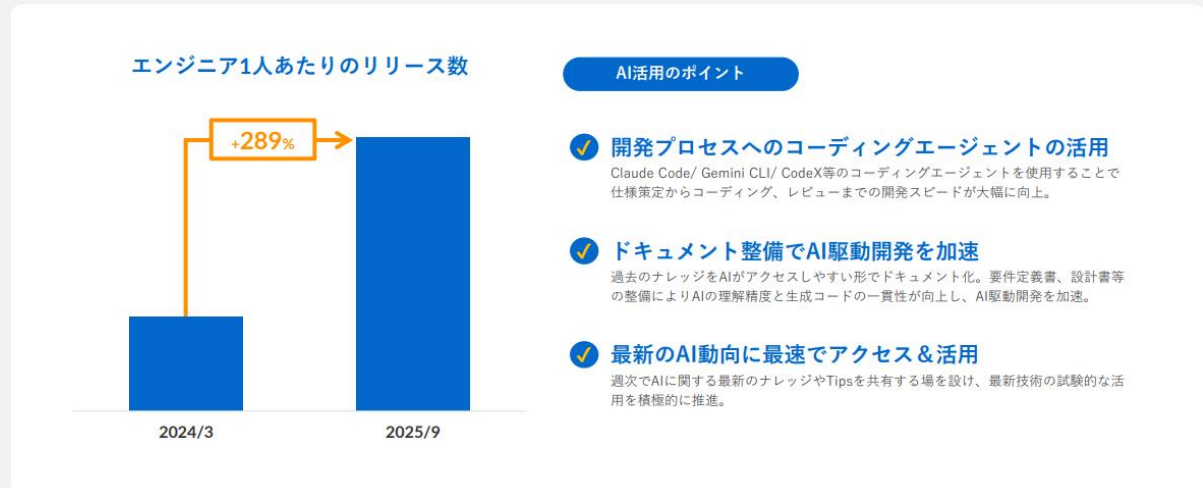 エンジニア1人あたりのリリース数
+289%
2024/3
2025/9
AI活用のポイント
開発プロセスへのコーディングエージェントの活用
Claude Code/ Gemini CLI/ CodeX等のコーディングエージェントを使用することで
仕様策定からコーディング、レビューまでの開発スピードが大幅に向上。
ドキュメント整備でAI駆動開発を加速
過去のナレッジをAIがアクセスしやすい形でドキュメント化。要件定義書、設計書等
の整備によりAIの理解精度と生成コードの一貫性が向上し、AI駆動開発を加速。
最新のAI動向に最速でアクセス＆活用
週次でAIに関する最新のナレッジやTipsを共有する場を設け、最新技術の試験的な活
用を積極的に推進。